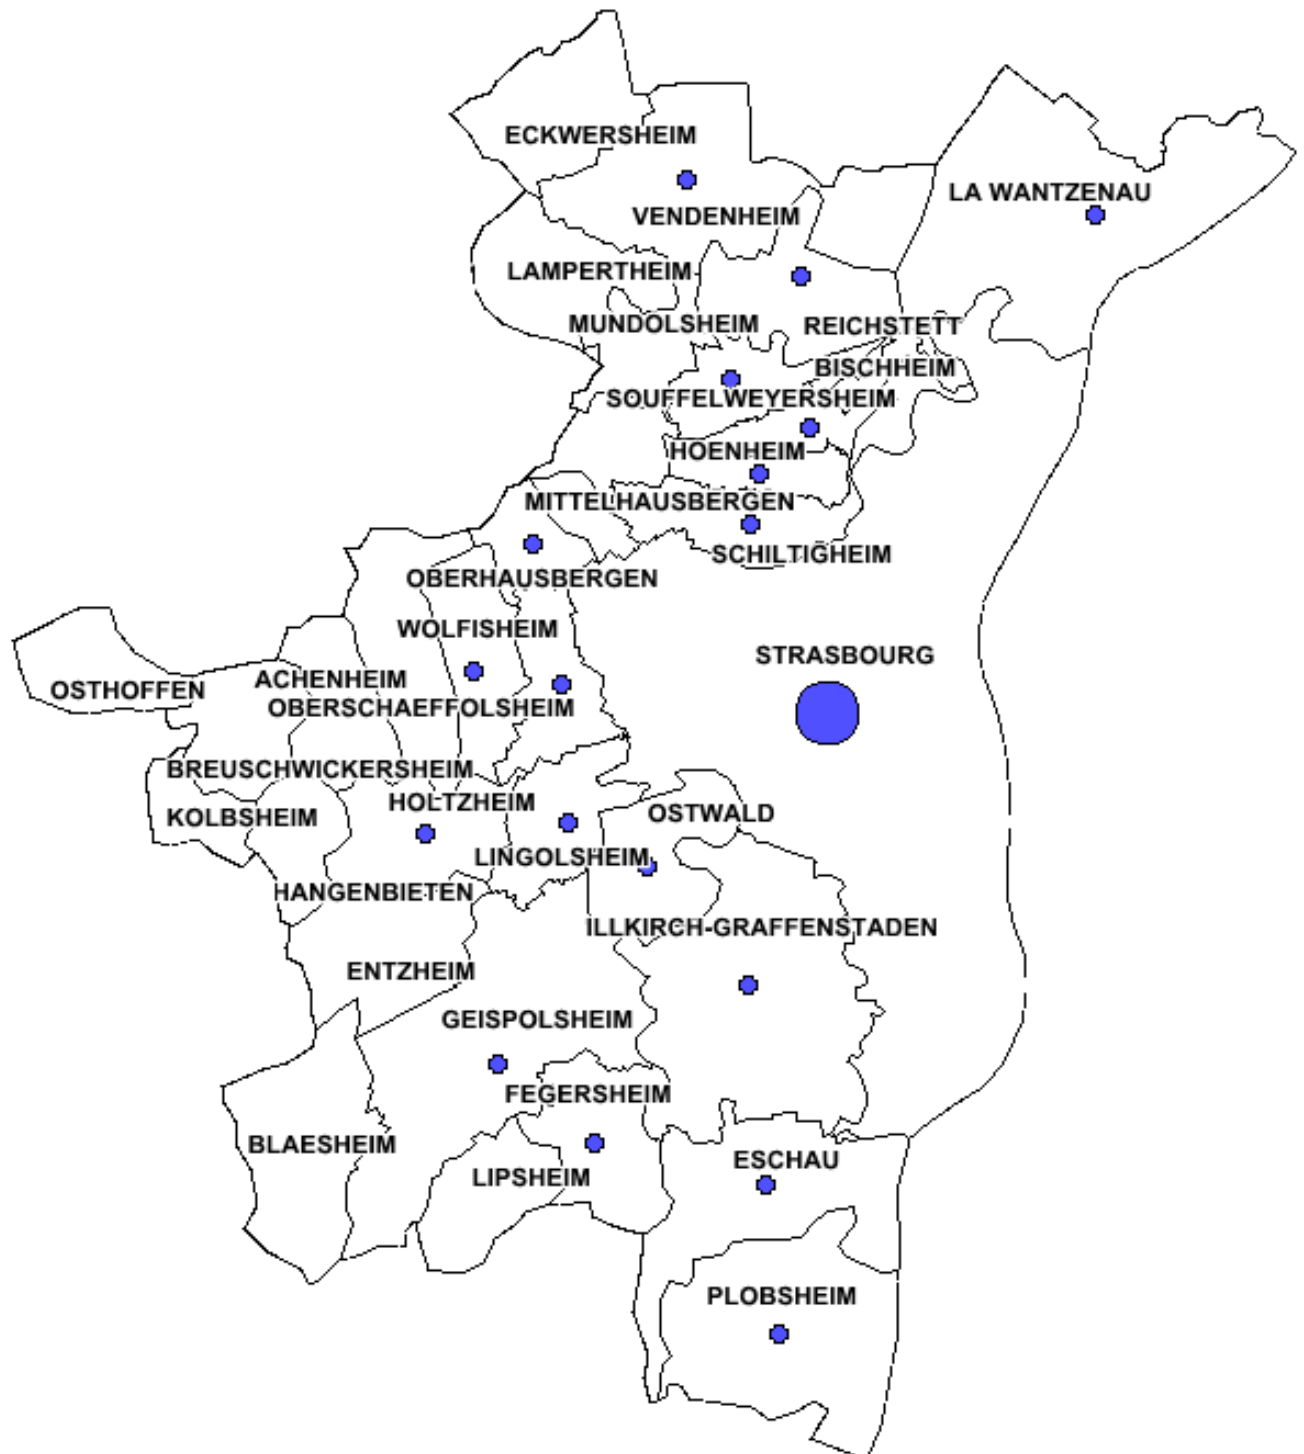 ECKWERSHEIM
LA WANTZENAU
VENDENHEIM
LAMPERTHEIM
MUNDOLSHEIM
REICHSTETT
BISCHHEIM
SOUFFELWEYERSHEIM
HOENHEIM
MITTELHAUSBERGEN
SCHILTIGHEIM
OBERHAUSBERGEN
WOLFISHEIM
STRASBOURG
ACHENHEIM
OSTHOFFEN
OBERSCHAEFFOLSHEIM
BREUSCHWICKERSHEIM
HOLTZHEIM
OSTWALD
KOLBSHEIM
LINGOLSHEIM
HANGENBIETEN
ILLKIRCH-GRAFFENSTADEN
ENTZHEIM
GEISPOLSHEIM
FEGERSHEIM
BLAESHEIM
ESCHAU
LIPSHEIM
PLOBSHEIM